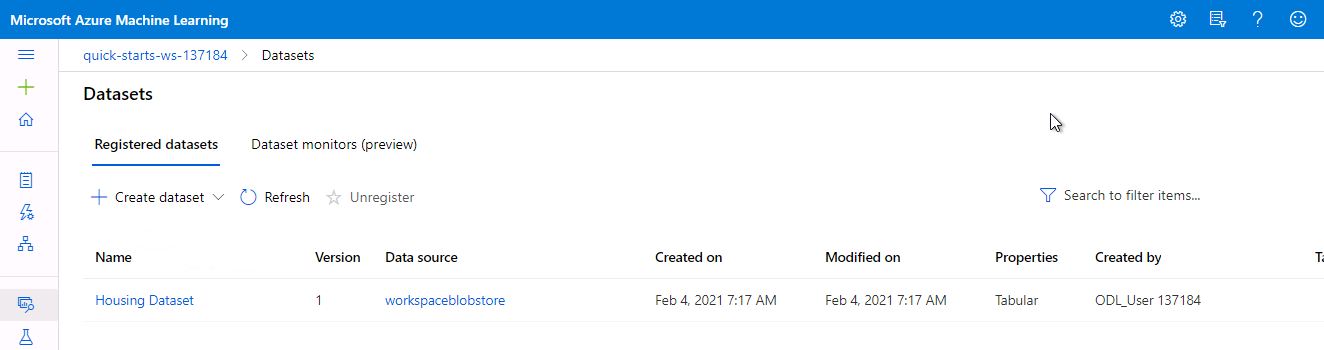 Microsoft Azure Machine Learning
quick-starts-ws-137184 > Datasets
Datasets
Registered datasets Dataset monitors (preview)
Create dataset Refresh Unregister Search to filter items...
Name Version Data source Created on Modified on Properties Created by
Housing Dataset 1 workspaceblobstore Feb 4, 2021 7:17 AM Feb 4, 2021 7:17 AM Tabular ODL_User 137184